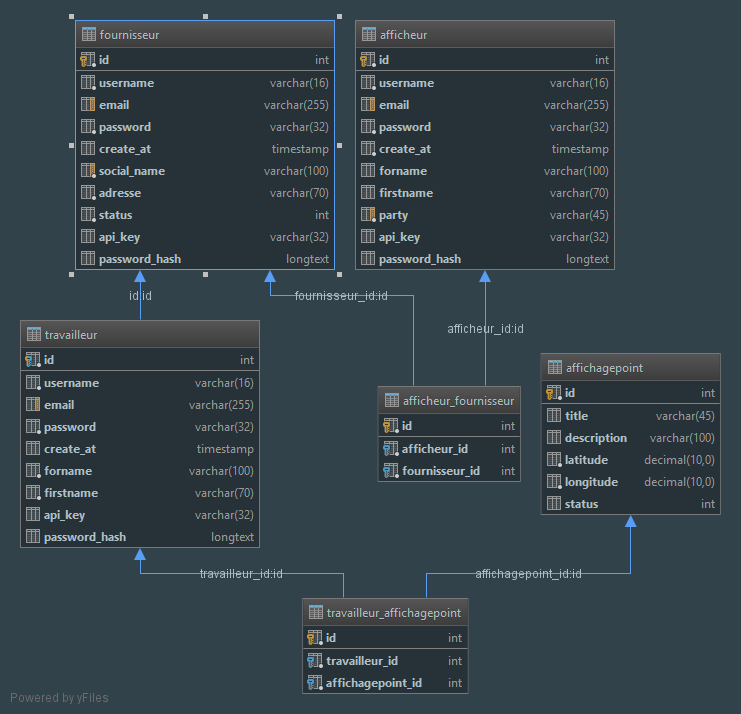 fournisseur
id int
username varchar(16)
email varchar(255)
password varchar(32)
create_at timestamp
social_name varchar(100)
adresse varchar(70)
status int
api_key varchar(32)
password_hash longtext
afficheur
id int
username varchar(16)
email varchar(255)
password varchar(32)
create_at timestamp
forname varchar(100)
firstname varchar(70)
party varchar(45)
api_key varchar(32)
password_hash longtext
id:id
fournisseur_id:id
afficheur_id:id
travailleur
id int
username varchar(16)
email varchar(255)
password varchar(32)
create_at timestamp
forname varchar(100)
firstname varchar(70)
api_key varchar(32)
password_hash longtext
afficheur_fournisseur
id int
afficheur_id int
fournisseur_id int
affichagepoint
id int
title varchar(45)
description varchar(100)
latitude decimal(10,0)
longitude decimal(10,0)
status int
travailleur_id:id
affichagepoint_id:id
travailleur_affichagepoint
id int
travailleur_id int
affichagepoint_id int
Powered by yFiles